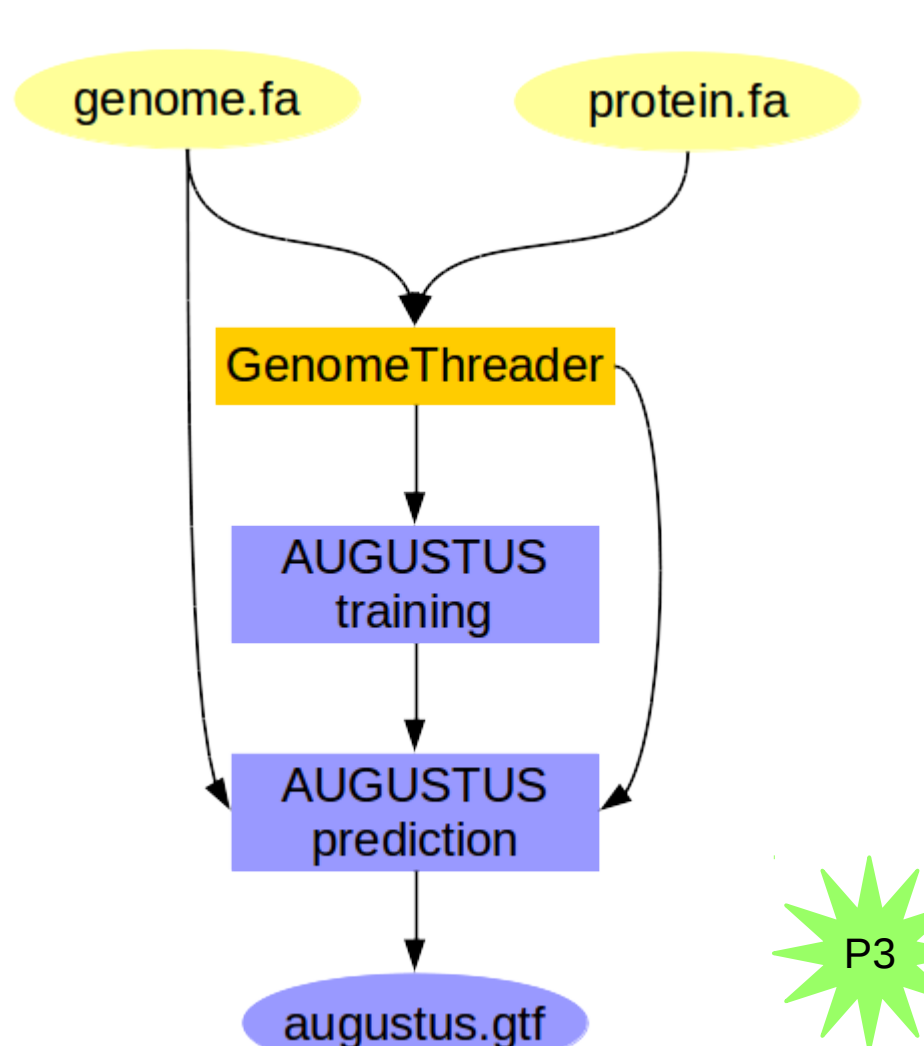 genome.fa
protein.fa
GenomeThreader
AUGUSTUS
training
AUGUSTUS
prediction
P3
augustus.gtf